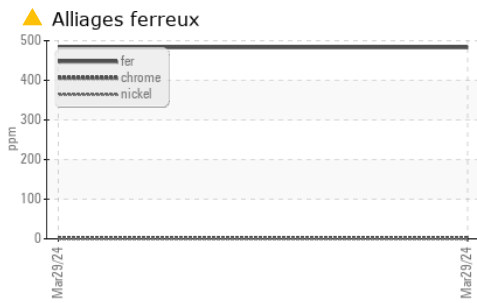 Alliages ferreux
500
400
300
200
100
0
ppm
fer
chrome
nickel
Mar29/24
Mar29/24